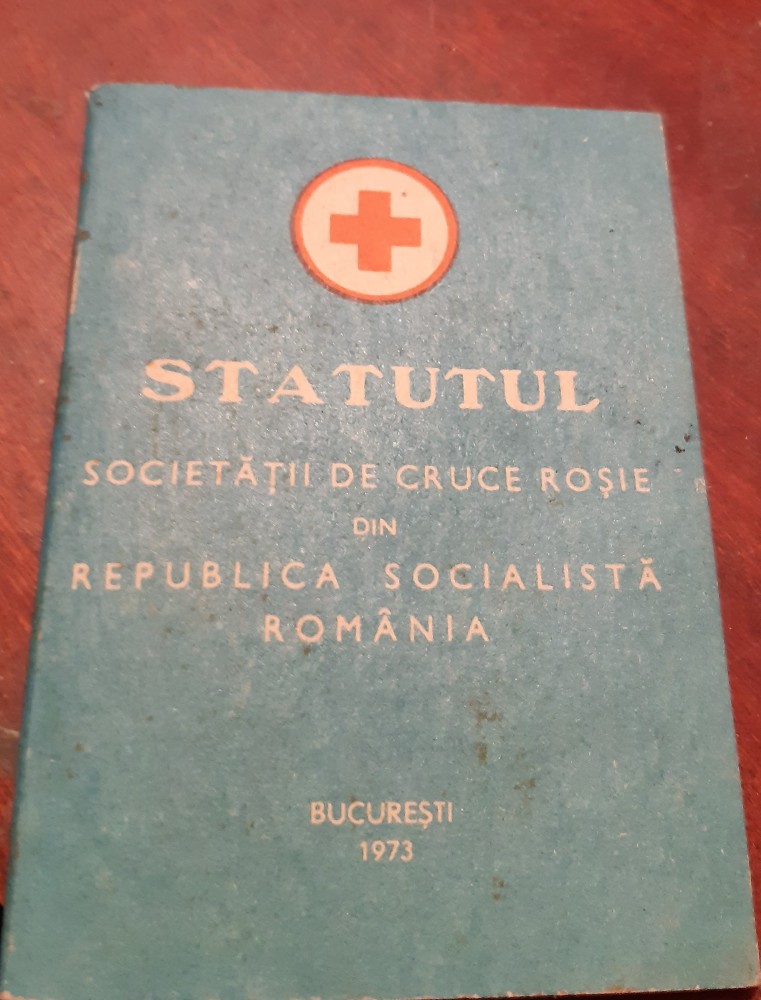 STATUTUL
SOCIETĂȚII DE CRUCE ROȘIE
DIN
REPUBLICA SOCIALISTĂ
ROMÂNIA
BUCUREȘTI
1973